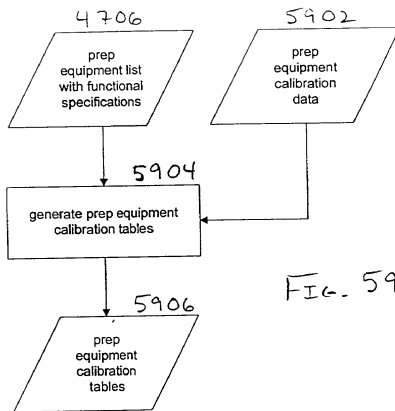 4706
5902
prep
equipment list
with functional
specifications
prep
equipment
calibration
data
5904
generate prep equipment
calibration tables
5906
FIG. 59
prep
equipment
calibration
tables